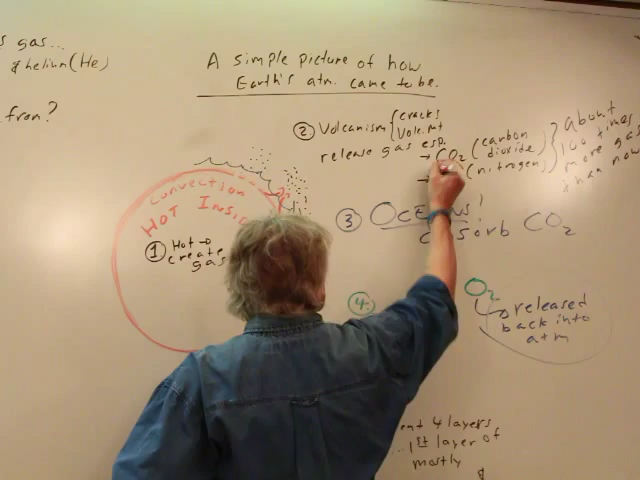 s gas...
& helium (He)
from?
A simple picture of how
Earth's atm. came to be.
② Volcanism { cracks
Volc. Mt
release gas esp.
→ CO₂ (carbon dioxide)
(nitrogen)
about
100 times
more gas
than now
convection
HOT INSI
① Hot →
create
gas
③ Oceans!
absorb CO₂
④
O₂
released
back into
atm
4 layers
...1st layer of
mostly